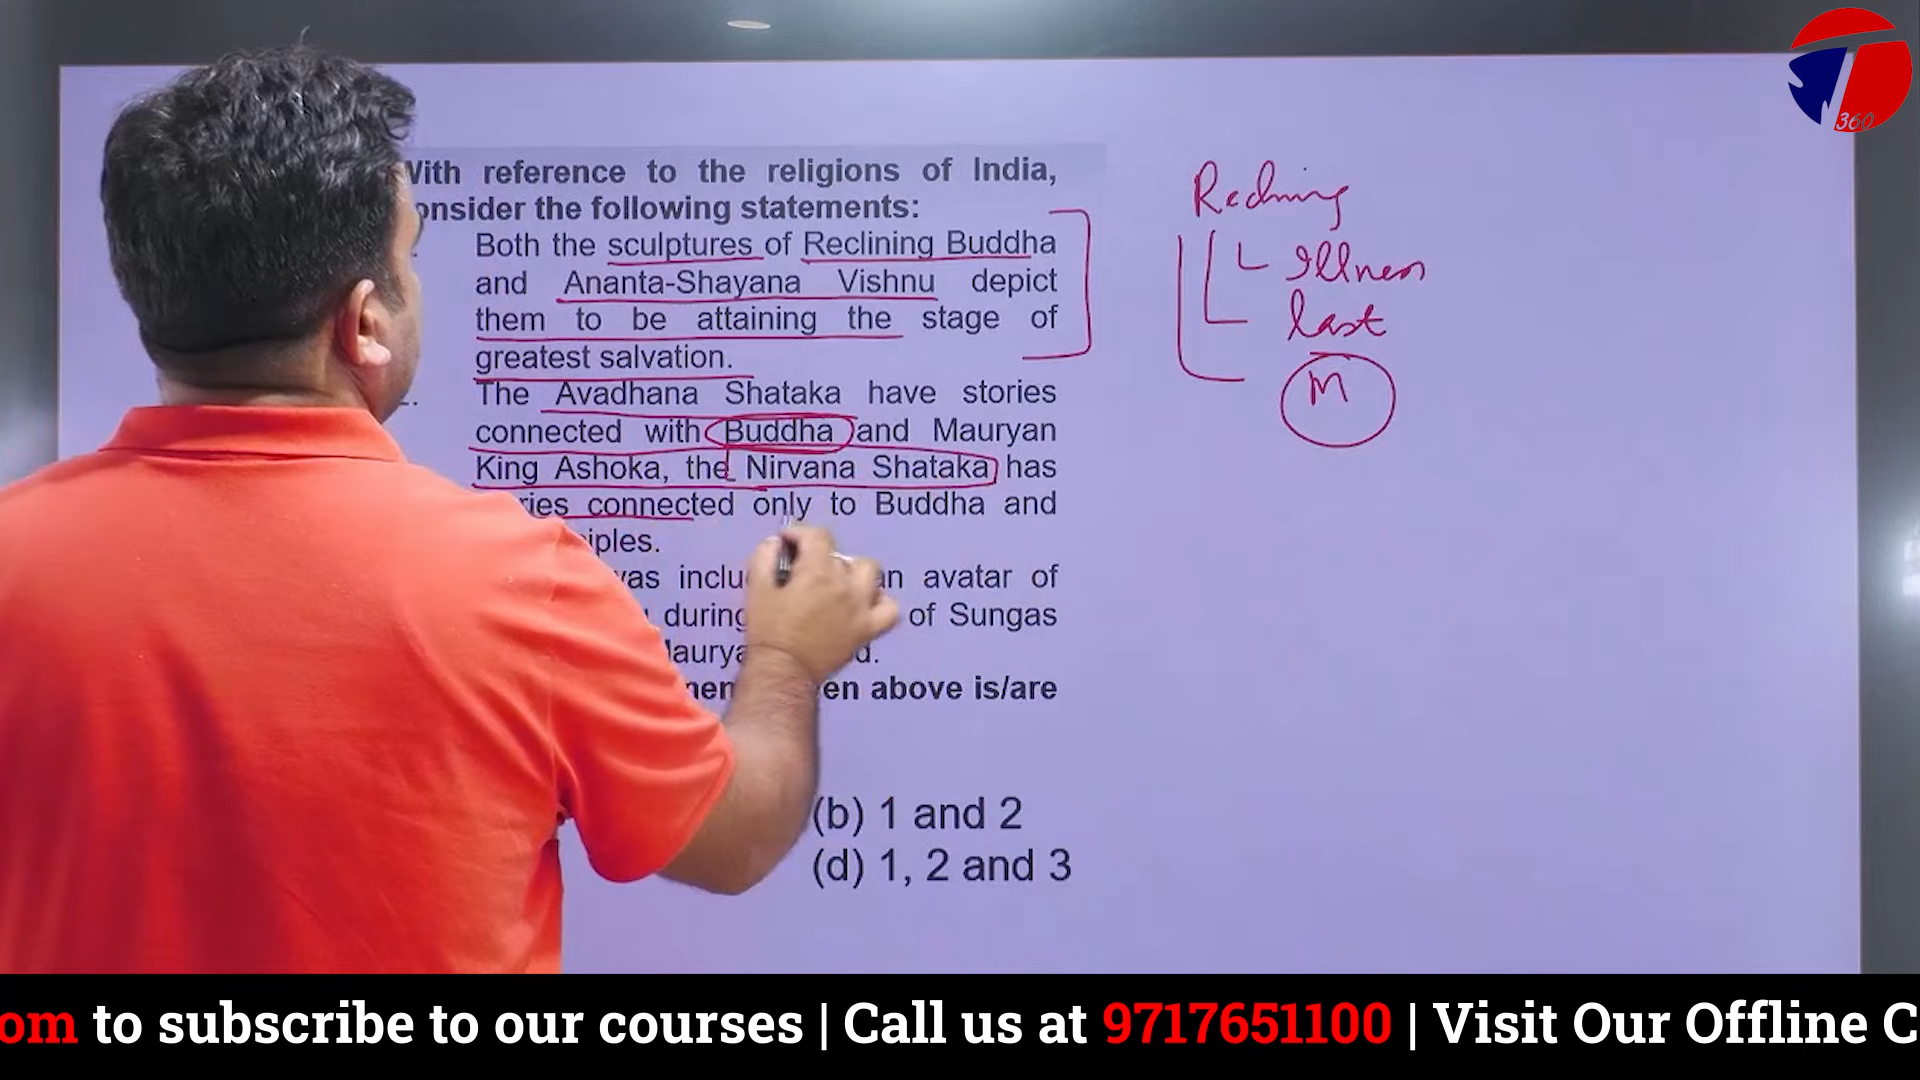 360
With reference to the religions of India,
consider the following statements:
Both the sculptures of Reclining Buddha
and Ananta-Shayana Vishnu depict
them to be attaining the stage of
greatest salvation.
The Avadhana Shataka have stories
connected with Buddha and Mauryan
King Ashoka, the Nirvana Shataka has
connected only to Buddha and
an avatar of
during of Sungas
above is/are
(b) 1 and 2
(d) 1, 2 and 3
Reclining
Illness
last
M
om to subscribe to our courses | Call us at 9717651100 | Visit Our Offline C